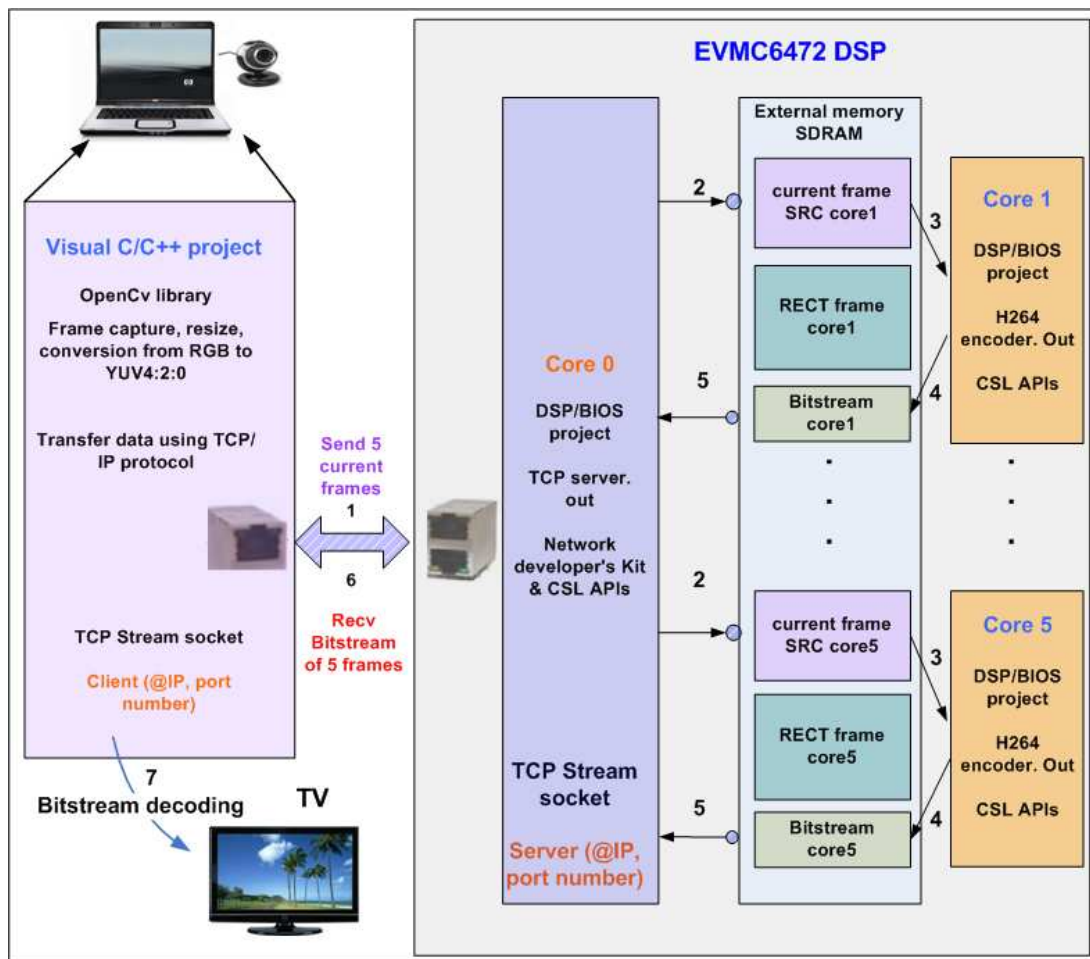 EVMC6472 DSP
Visual C/C++ project
OpenCv library
Frame capture, resize,
conversion from RGB to
YUV4:2:0
Transfer data using TCP/
IP protocol
TCP Stream socket
Client (@IP, port
number)
7
Bitstream decoding
TV
Send 5
current
frames
1
6
Recv
Bitstream
of 5 frames
Core 0
DSP/BIOS
project
TCP server.
out
Network
developer's Kit
& CSL APIs
TCP Stream
socket
Server (@IP,
port number)
2
5
2
5
External memory
SDRAM
current frame
SRC core1
RECT frame
core1
Bitstream
core1
. . .
current frame
SRC core5
RECT frame
core5
Bitstream
core5
3
4
Core 1
DSP/BIOS
project
H264
encoder. Out
CSL APIs
. . .
3
4
Core 5
DSP/BIOS
project
H264
encoder. Out
CSL APIs